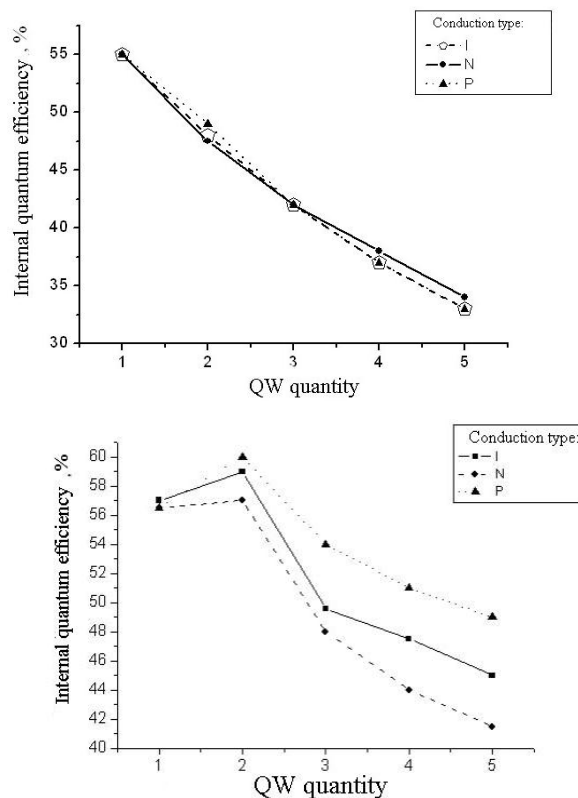 Conduction type:
I
N
P
Internal quantum efficiency , %
55
50
45
40
35
30
1 2 3 4 5
QW quantity
Conduction type:
I
N
P
Internal quantum efficiency , %
60
58
56
54
52
50
48
46
44
42
40
1 2 3 4 5
QW quantity